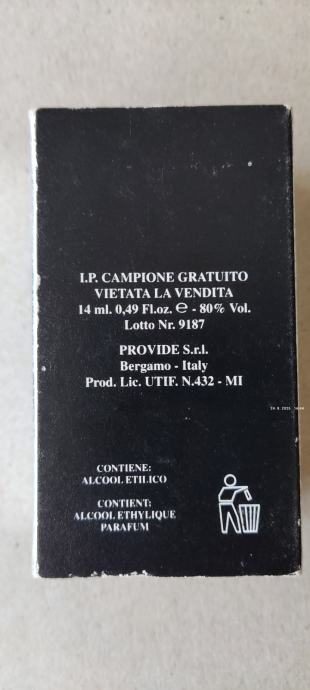 I.P. CAMPIONE GRATUITO
VIETATA LA VENDITA
14 ml. 0,49 Fl.oz. ℮ - 80% Vol.
Lotto Nr. 9187
PROVIDE S.r.l.
Bergamo - Italy
Prod. Lic. UTIF. N.432 - MI
CONTIENE:
ALCOOL ETILICO
CONTIENT:
ALCOOL ETHYLIQUE
PARAFUM